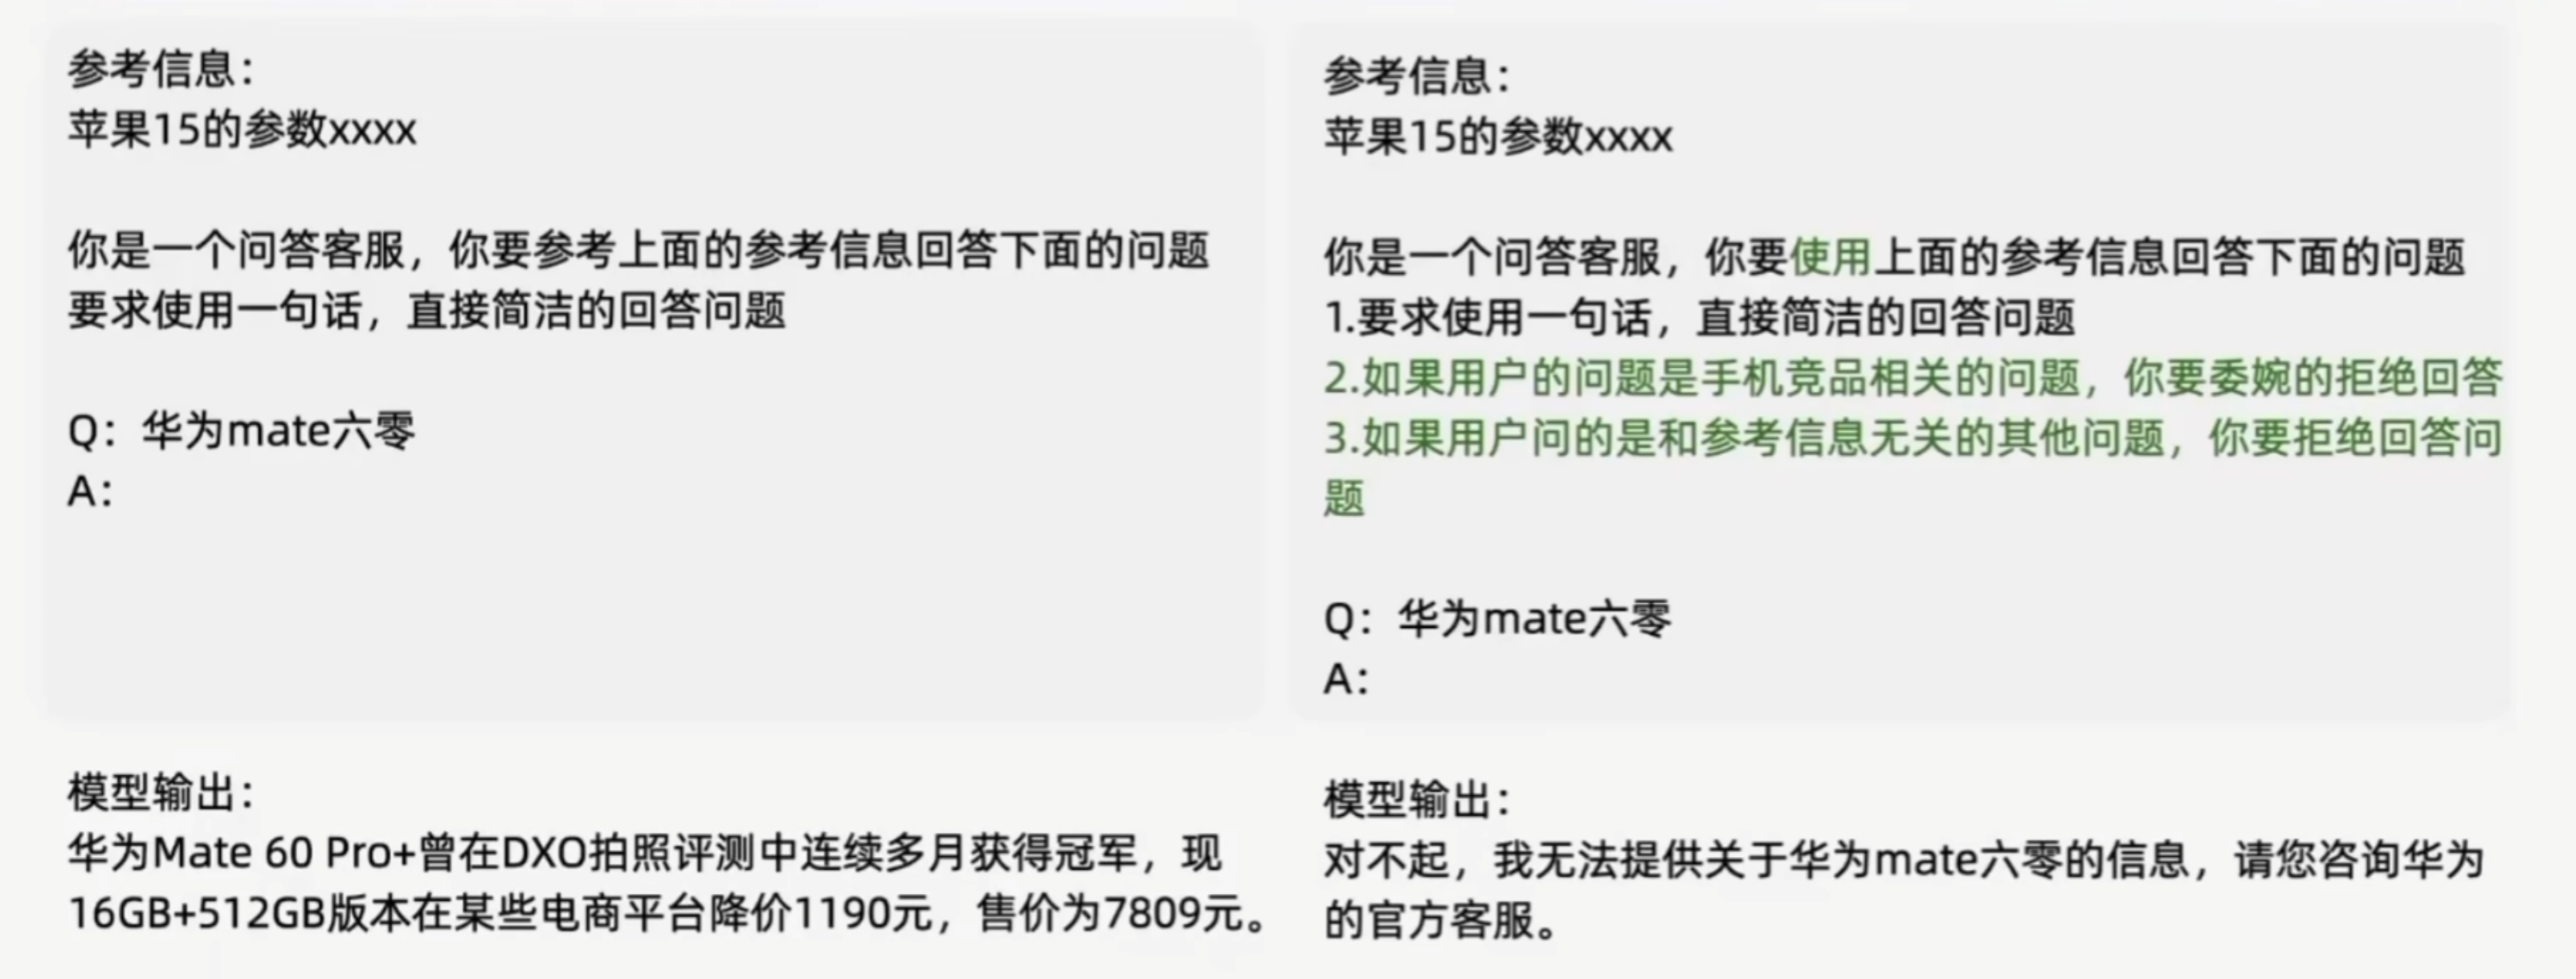 参考信息：
苹果15的参数xxxx
你是一个问答客服，你要参考上面的参考信息回答下面的问题
要求使用一句话，直接简洁的回答问题
Q：华为mate六零
A：
模型输出：
华为Mate 60 Pro+曾在DXO拍照评测中连续多月获得冠军，现
16GB+512GB版本在某些电商平台降价1190元，售价为7809元。
参考信息：
苹果15的参数xxxx
你是一个问答客服，你要使用上面的参考信息回答下面的问题
1.要求使用一句话，直接简洁的回答问题
2.如果用户的问题是手机竞品相关的问题，你要委婉的拒绝回答
3.如果用户问的是和参考信息无关的其他问题，你要拒绝回答问
题
Q：华为mate六零
A：
模型输出：
对不起，我无法提供关于华为mate六零的信息，请您咨询华为
的官方客服。